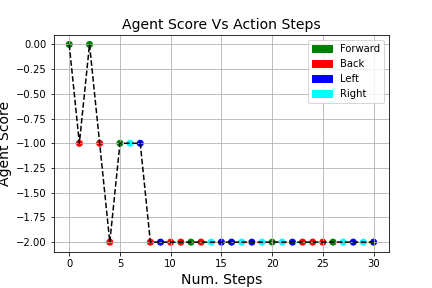 Agent Score Vs Action Steps
0.00
−0.25
−0.50
−0.75
−1.00
−1.25
−1.50
−1.75
−2.00
Agent Score
Forward
Back
Left
Right
0 5 10 15 20 25 30
Num. Steps